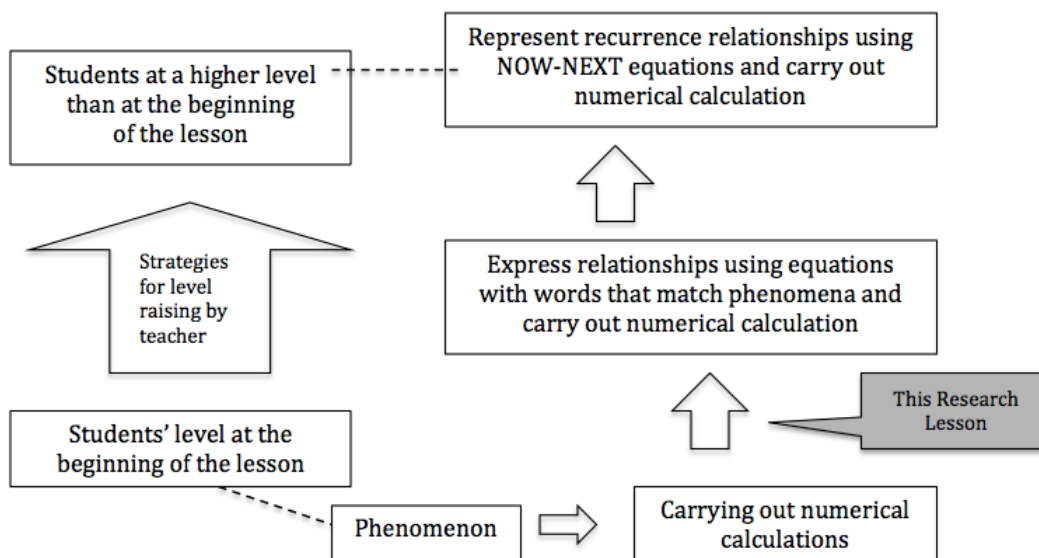 Students at a higher level
than at the beginning
of the lesson
Represent recurrence relationships using
NOW-NEXT equations and carry out
numerical calculation
Strategies
for level
raising by
teacher
Express relationships using equations
with words that match phenomena and
carry out numerical calculation
This Research
Lesson
Students’ level at the
beginning of the lesson
Phenomenon
Carrying out numerical
calculations